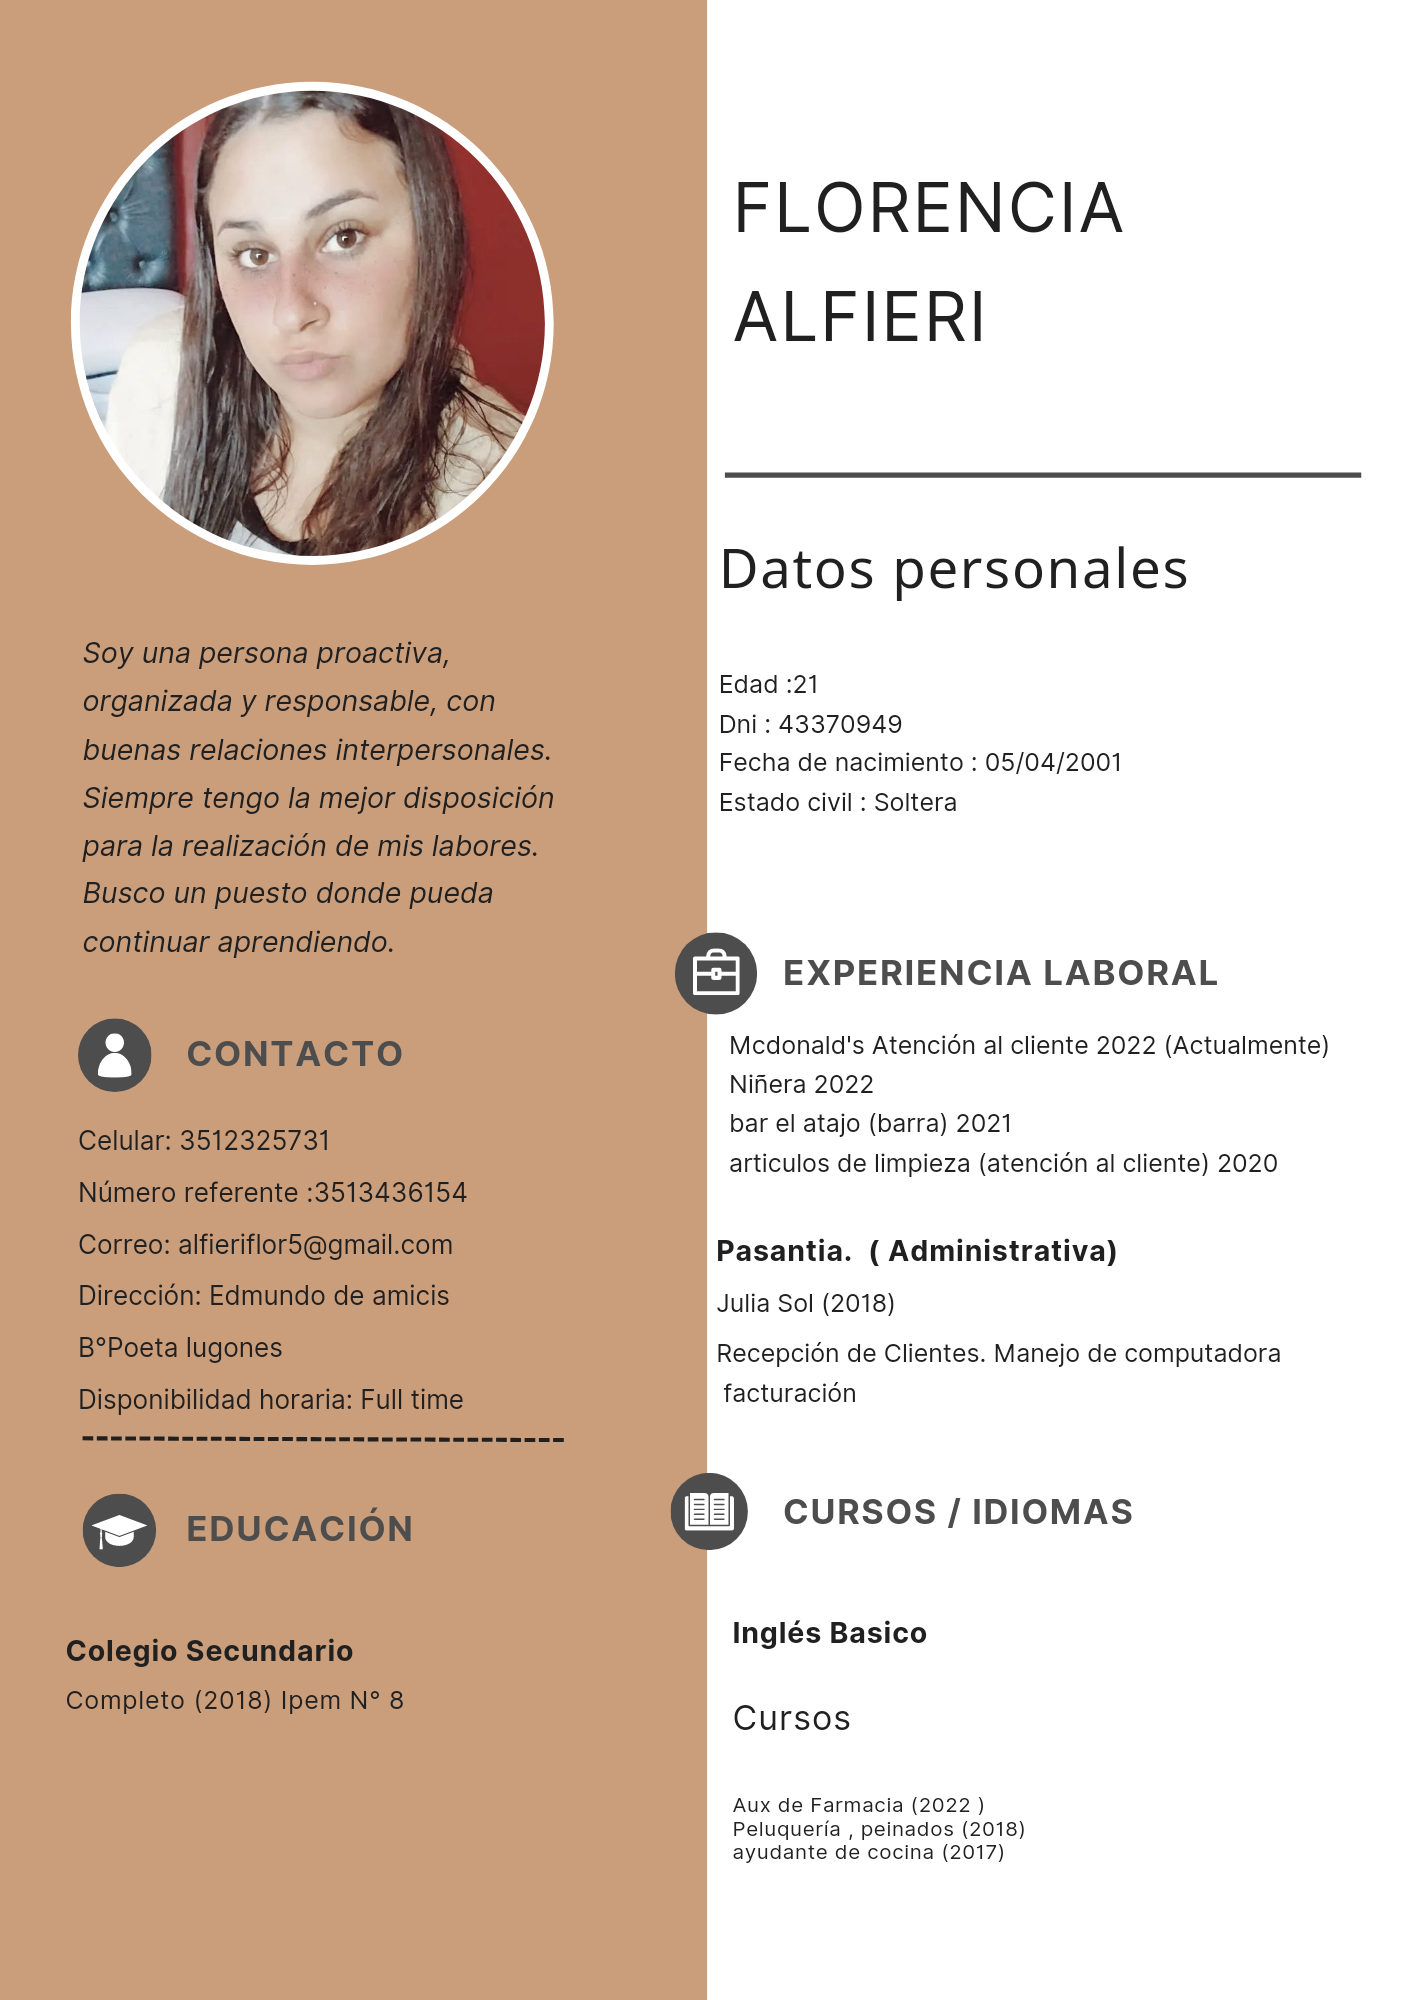 FLORENCIA
ALFIERI
Soy una persona proactiva,
organizada y responsable, con
buenas relaciones interpersonales.
Siempre tengo la mejor disposición
para la realización de mis labores.
Busco un puesto donde pueda
continuar aprendiendo.
CONTACTO
Celular: 3512325731
Número referente :3513436154
Correo: alfieriflor5@gmail.com
Dirección: Edmundo de amicis
B°Poeta lugones
Disponibilidad horaria: Full time
EDUCACIÓN
Colegio Secundario
Completo (2018) Ipem N° 8
Datos personales
Edad :21
Dni : 43370949
Fecha de nacimiento : 05/04/2001
Estado civil : Soltera
EXPERIENCIA LABORAL
Mcdonald's Atención al cliente 2022 (Actualmente)
Niñera 2022
bar el atajo (barra) 2021
articulos de limpieza (atención al cliente) 2020
Pasantia. ( Administrativa)
Julia Sol (2018)
Recepción de Clientes. Manejo de computadora
facturación
CURSOS / IDIOMAS
Inglés Basico
Cursos
Aux de Farmacia (2022 )
Peluquería , peinados (2018)
ayudante de cocina (2017)